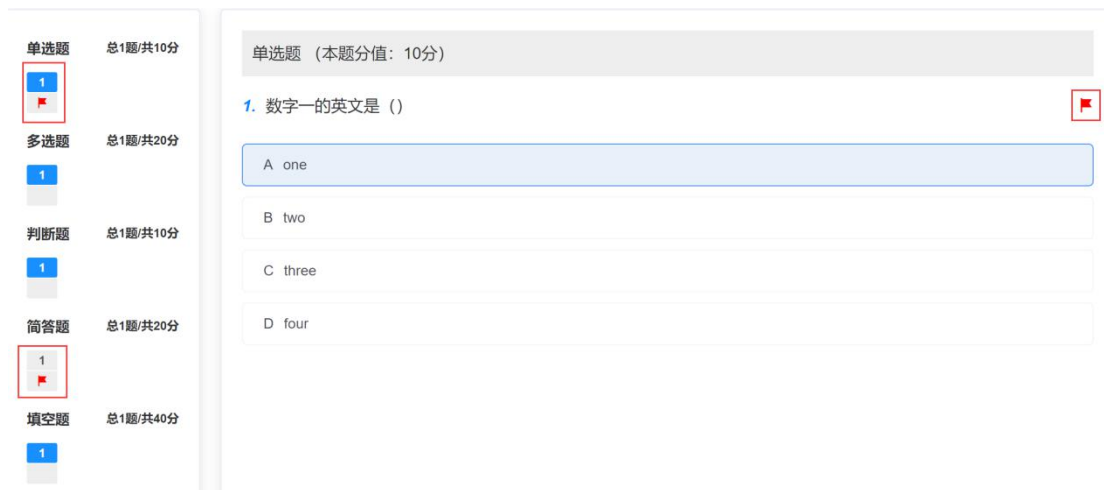 单选题 总1题/共10分
1
多选题 总1题/共20分
1
判断题 总1题/共10分
1
简答题 总1题/共20分
1
填空题 总1题/共40分
1
单选题 （本题分值：10分）
1. 数字一的英文是（）
A one
B two
C three
D four